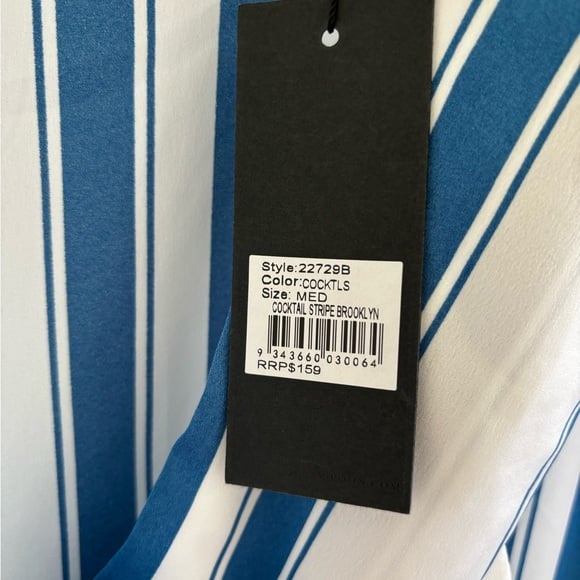 Style:22729B
Color:COCKTLS
Size: MED
COCKTAIL STRIPE BROOKLYN
9 343660 030064
RRP$159